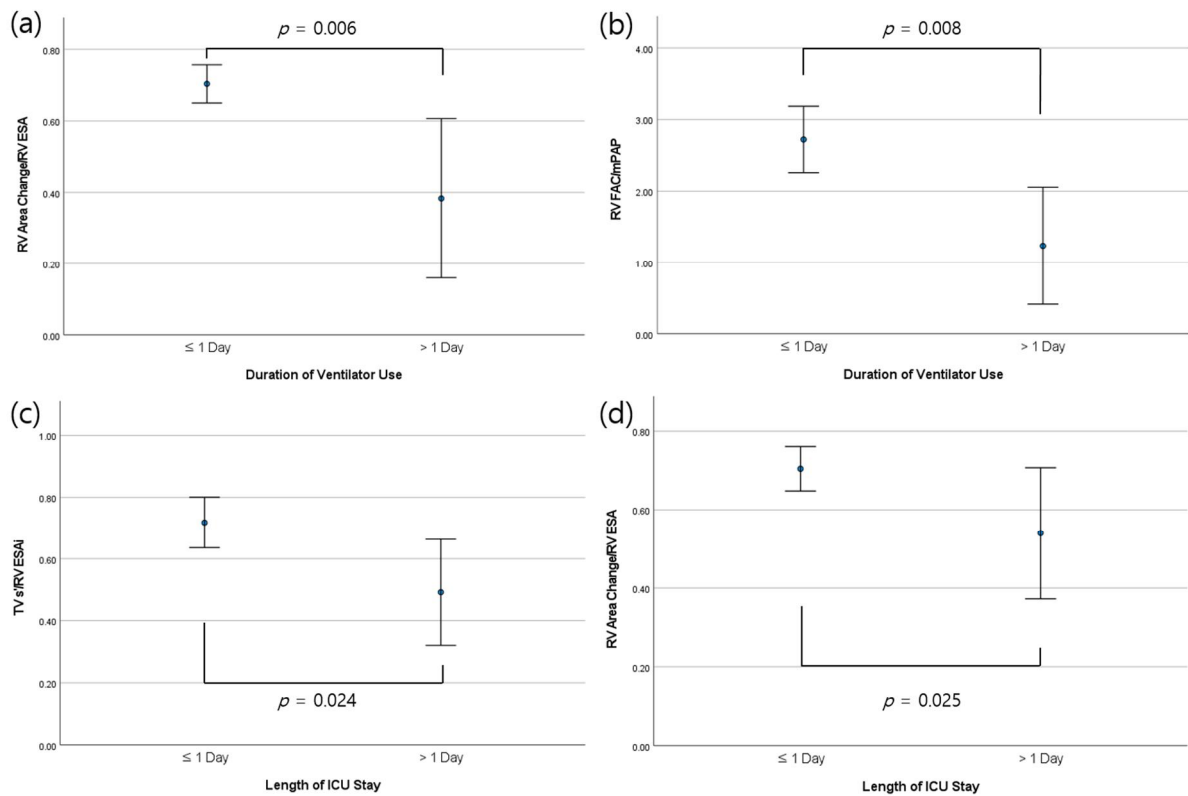 (a)
p = 0.006
0.80
0.60
0.40
0.20
0.00
RV Area Change/RV ESA
≤ 1 Day
> 1 Day
Duration of Ventilator Use
(b)
p = 0.008
4.00
3.00
2.00
1.00
0.00
RV FAC/mPAP
≤ 1 Day
> 1 Day
Duration of Ventilator Use
(c)
1.00
0.80
0.60
0.40
0.20
0.00
TV s'/RV ESAi
p = 0.024
≤ 1 Day
> 1 Day
Length of ICU Stay
(d)
0.80
0.60
0.40
0.20
0.00
RV Area Change/RV ESA
p = 0.025
≤ 1 Day
> 1 Day
Length of ICU Stay